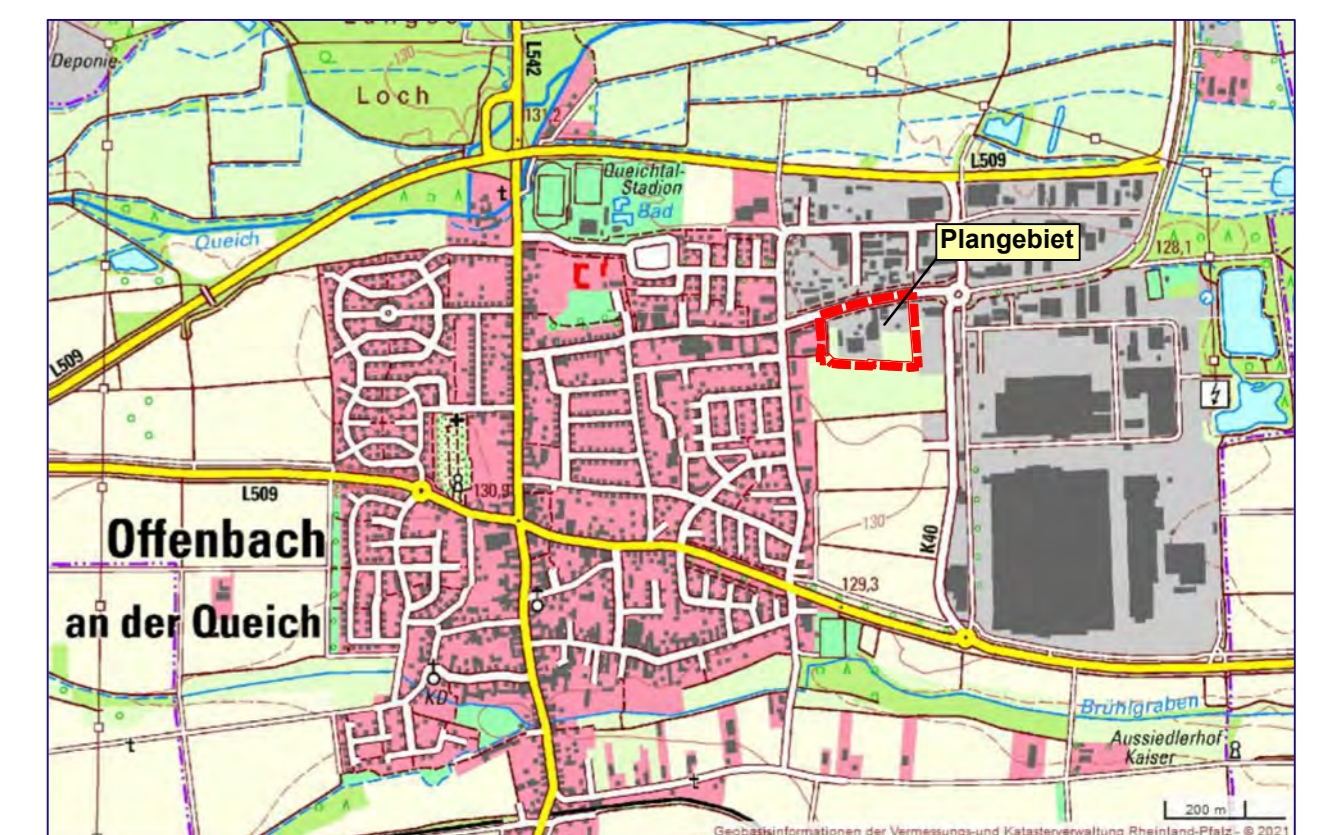 Deponie
Loch
L542
131,2
L509
Queichtal-
Stadion
Bad
Plangebiet
Queich
128,1
L509
L509
130,9
Offenbach
an der Queich
130
130
K40
129,3
KD
Brühlgraben
Aussiedlerhof
Kaiser
200 m
Geobasisinformationen der Vermessungs-und Katasterverwaltung Rheinland-Pfalz - © 2021